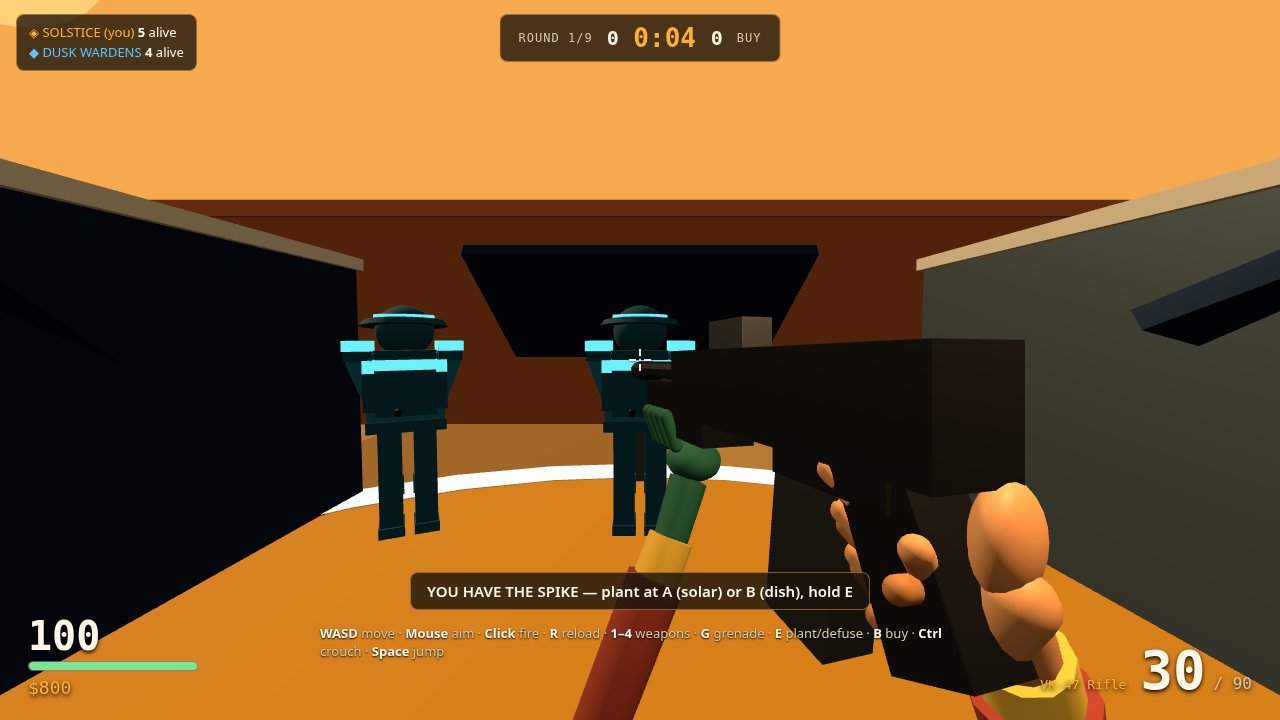 ◈ SOLSTICE (you) 5 alive
◆ DUSK WARDENS 4 alive
ROUND 1/9 0 0:04 0 BUY
YOU HAVE THE SPIKE — plant at A (solar) or B (dish), hold E
WASD move · Mouse aim · Click fire · R reload · 1–4 weapons · G grenade · E plant/defuse · B buy · Ctrl
crouch · Space jump
100
$800
VK-47 Rifle 30 / 90